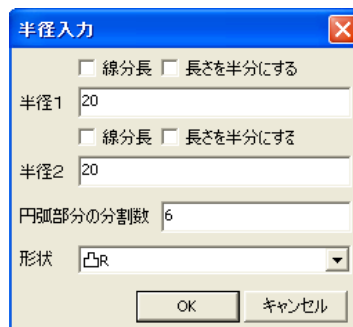 半径入力
線分長 長さを半分にする
半径1 20
線分長 長さを半分にする
半径2 20
円弧部分の分割数 6
形状 凸R
OK キャンセル